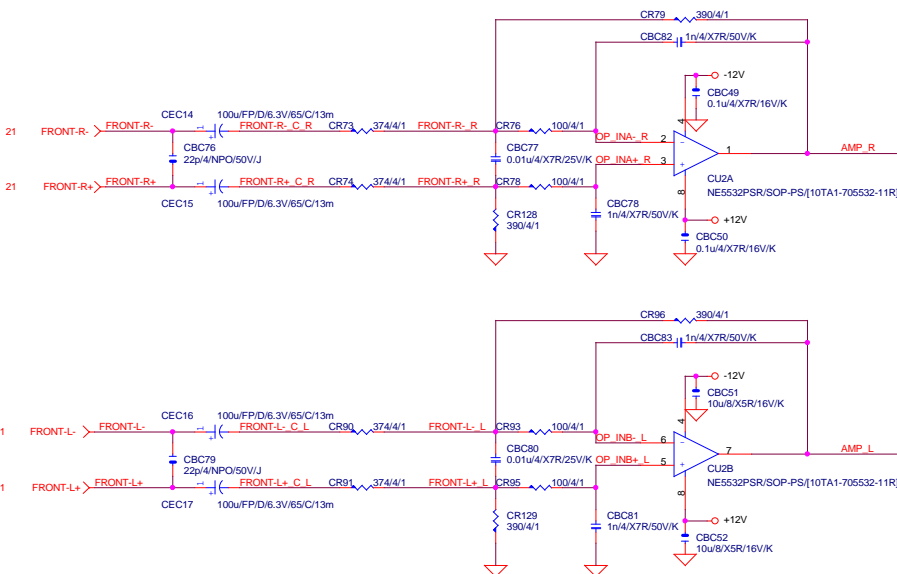 CR79 390/4/1
CBC82 1n/4/X7R/50V/K
-12V
CBC49
0.1u/4/X7R/16V/K
4
CEC14 100u/FP/D/6.3V/65/C/13m
21 FRONT-R- FRONT-R- 1 + FRONT-R-_C_R CR73 374/4/1 FRONT-R-_R CR76 100/4/1
OP_INA-_R 2 - 1 AMP_R
CBC76
22p/4/NPO/50V/J
CBC77
0.01u/4/X7R/25V/K
OP_INA+_R 3 +
CU2A
NE5532PSR/SOP-PS/[10TA1-705532-11R]
21 FRONT-R+ FRONT-R+ 1 + FRONT-R+_C_R CR74 374/4/1 FRONT-R+_R CR78 100/4/1
8
CEC15 100u/FP/D/6.3V/65/C/13m
CBC78
1n/4/X7R/50V/K
CR128
390/4/1
+12V
CBC50
0.1u/4/X7R/16V/K
CR96 390/4/1
CBC83 1n/4/X7R/50V/K
-12V
CBC51
10u/8/X5R/16V/K
4
CEC16 100u/FP/D/6.3V/65/C/13m
1 FRONT-L- FRONT-L- 1 + FRONT-L-_C_L CR90 374/4/1 FRONT-L-_L CR93 100/4/1
OP_INB-_L 6 - 7 AMP_L
CBC79
22p/4/NPO/50V/J
CBC80
0.01u/4/X7R/25V/K
OP_INB+_L 5 +
CU2B
NE5532PSR/SOP-PS/[10TA1-705532-11R]
1 FRONT-L+ FRONT-L+ 1 + FRONT-L+_C_L CR91 374/4/1 FRONT-L+_L CR95 100/4/1
8
CEC17 100u/FP/D/6.3V/65/C/13m
CBC81
1n/4/X7R/50V/K
CR129
390/4/1
+12V
CBC52
10u/8/X5R/16V/K